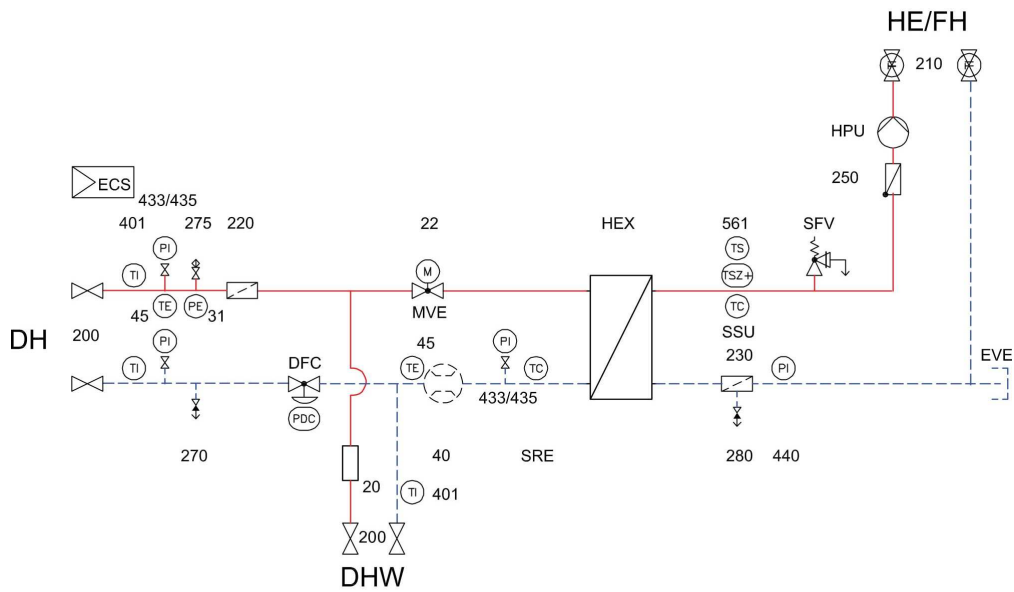 HE/FH
210
HPU
ECS
433/435
250
401
275
220
22
HEX
561
SFV
PI
TS
M
TI
TSZ+
TE
PE
TC
45
31
MVE
SSU
200
DH
PI
45
PI
230
DFC
EVE
TI
TE
TC
PI
433/435
PDC
270
40
SRE
280
440
20
TI
401
200
DHW